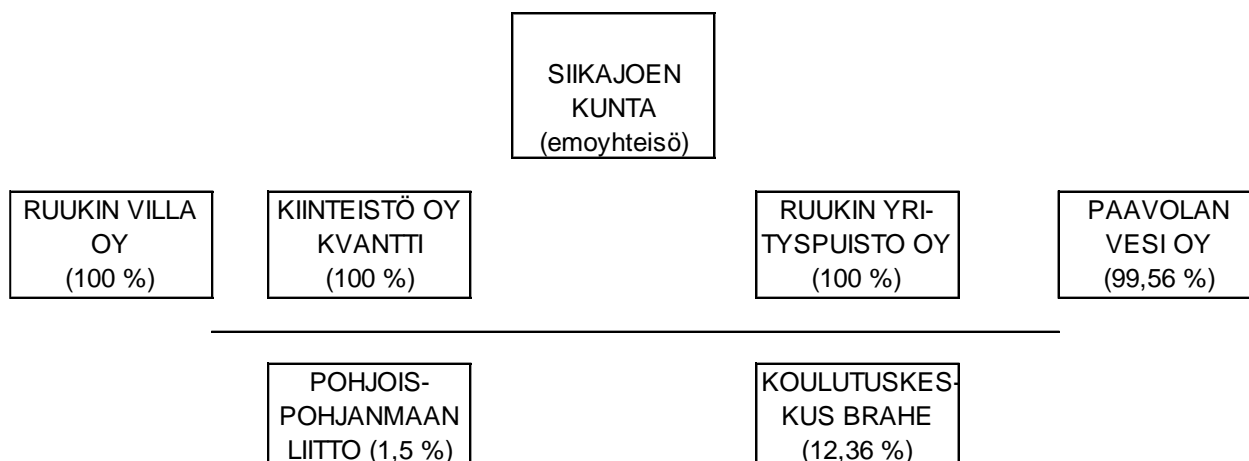 SIIKAJOEN
KUNTA
(emoyhteisö)
RUUKIN VILLA
OY
(100 %)
KIINTEISTÖ OY
KVANTTI
(100 %)
RUUKIN YRI-
TYSPUISTO OY
(100 %)
PAAVOLAN
VESI OY
(99,56 %)
POHJOIS-
POHJANMAAN
LIITTO (1,5 %)
KOULUTUSKES-
KUS BRAHE
(12,36 %)